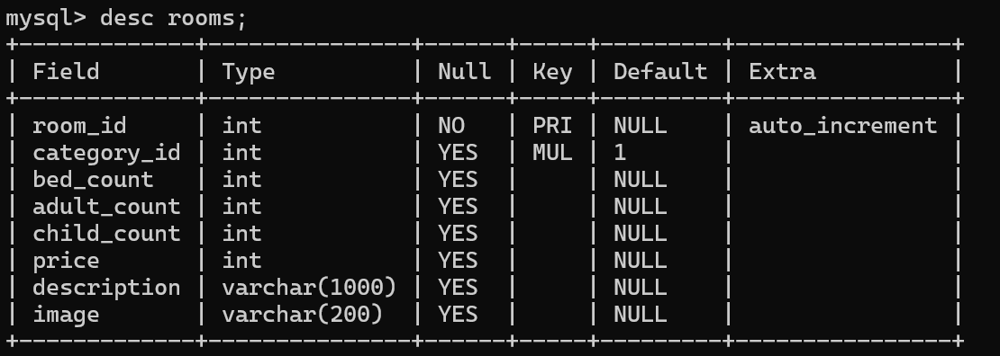 mysql> desc rooms;
+-------------+---------------+------+-----+---------+----------------+
| Field       | Type          | Null | Key | Default | Extra          |
+-------------+---------------+------+-----+---------+----------------+
| room_id     | int           | NO   | PRI | NULL    | auto_increment |
| category_id | int           | YES  | MUL | 1       |                |
| bed_count   | int           | YES  |     | NULL    |                |
| adult_count | int           | YES  |     | NULL    |                |
| child_count | int           | YES  |     | NULL    |                |
| price       | int           | YES  |     | NULL    |                |
| description | varchar(1000) | YES  |     | NULL    |                |
| image       | varchar(200)  | YES  |     | NULL    |                |
+-------------+---------------+------+-----+---------+----------------+